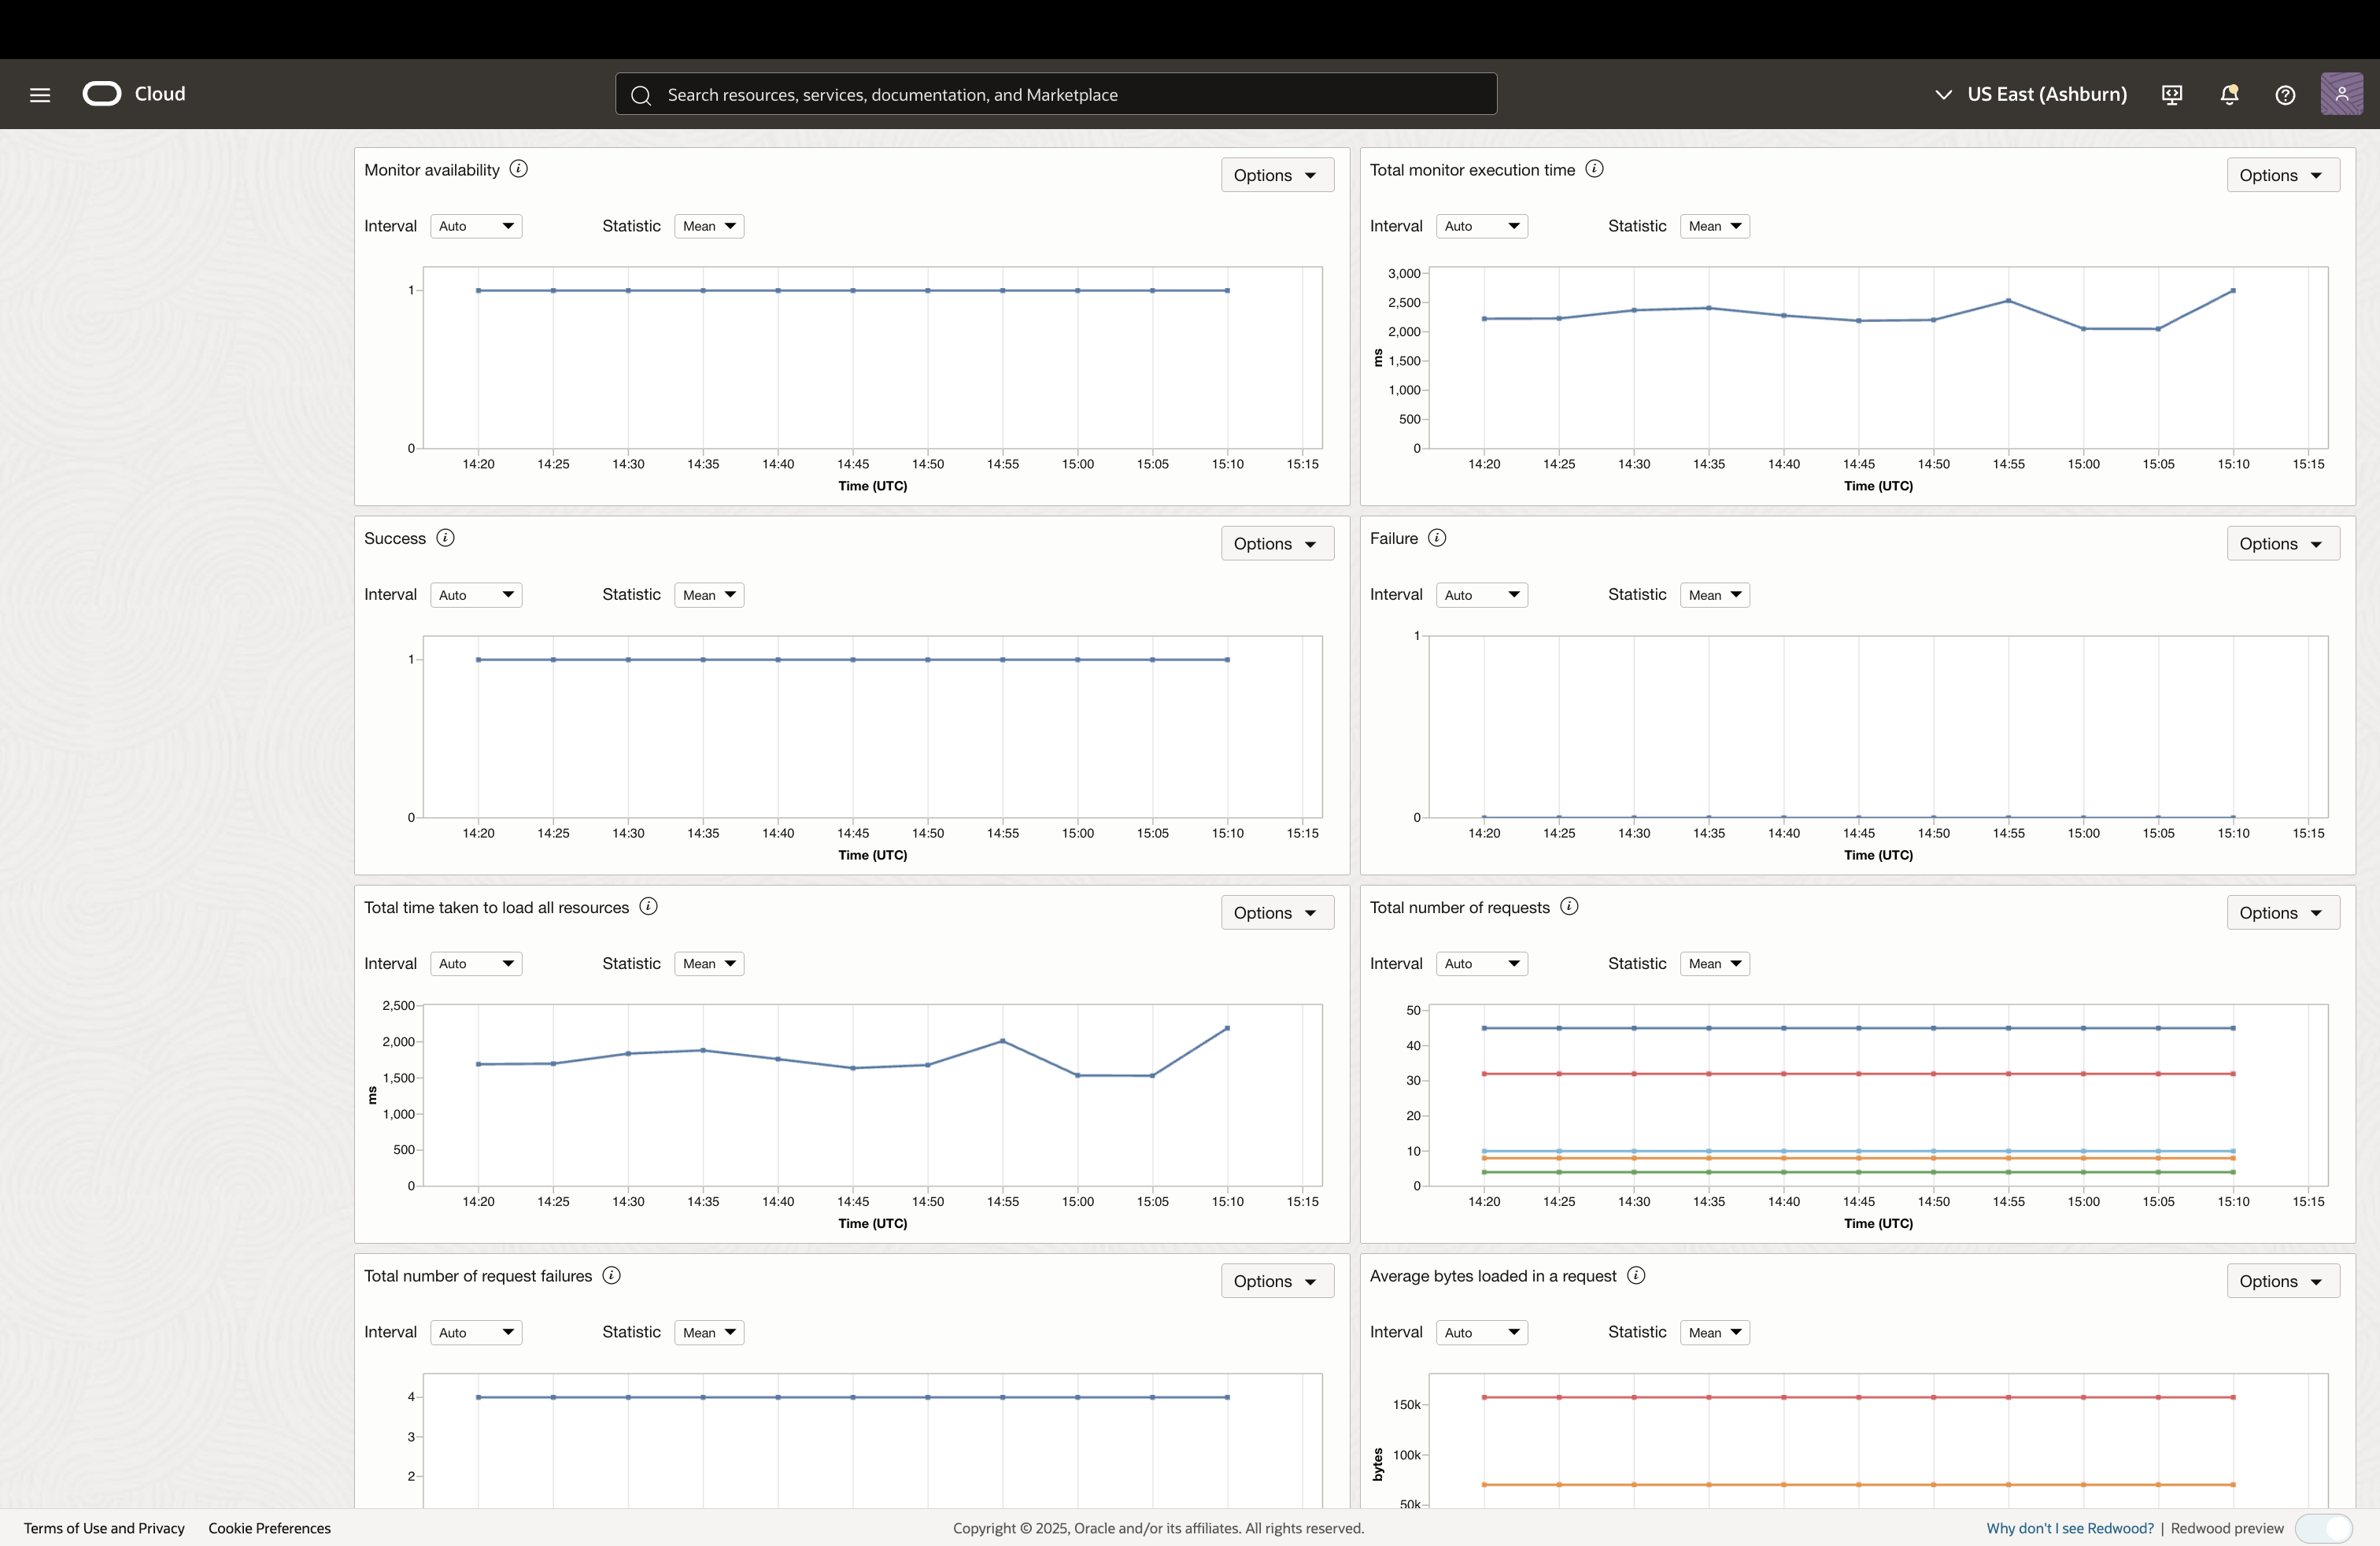 Cloud
Search resources, services, documentation, and Marketplace
US East (Ashburn)
Monitor availability
Options
Interval Auto Statistic Mean
1
0
14:20 14:25 14:30 14:35 14:40 14:45 14:50 14:55 15:00 15:05 15:10 15:15
Time (UTC)
Total monitor execution time
Options
Interval Auto Statistic Mean
3,000
2,500
2,000
1,500
1,000
500
0
ms
14:20 14:25 14:30 14:35 14:40 14:45 14:50 14:55 15:00 15:05 15:10 15:15
Time (UTC)
Success
Options
Interval Auto Statistic Mean
1
0
14:20 14:25 14:30 14:35 14:40 14:45 14:50 14:55 15:00 15:05 15:10 15:15
Time (UTC)
Failure
Options
Interval Auto Statistic Mean
1
0
14:20 14:25 14:30 14:35 14:40 14:45 14:50 14:55 15:00 15:05 15:10 15:15
Time (UTC)
Total time taken to load all resources
Options
Interval Auto Statistic Mean
2,500
2,000
1,500
1,000
500
0
ms
14:20 14:25 14:30 14:35 14:40 14:45 14:50 14:55 15:00 15:05 15:10 15:15
Time (UTC)
Total number of requests
Options
Interval Auto Statistic Mean
50
40
30
20
10
0
14:20 14:25 14:30 14:35 14:40 14:45 14:50 14:55 15:00 15:05 15:10 15:15
Time (UTC)
Total number of request failures
Options
Interval Auto Statistic Mean
4
3
2
Average bytes loaded in a request
Options
Interval Auto Statistic Mean
150k
100k
50k
bytes
Terms of Use and Privacy Cookie Preferences
Copyright © 2025, Oracle and/or its affiliates. All rights reserved.
Why don't I see Redwood? | Redwood preview